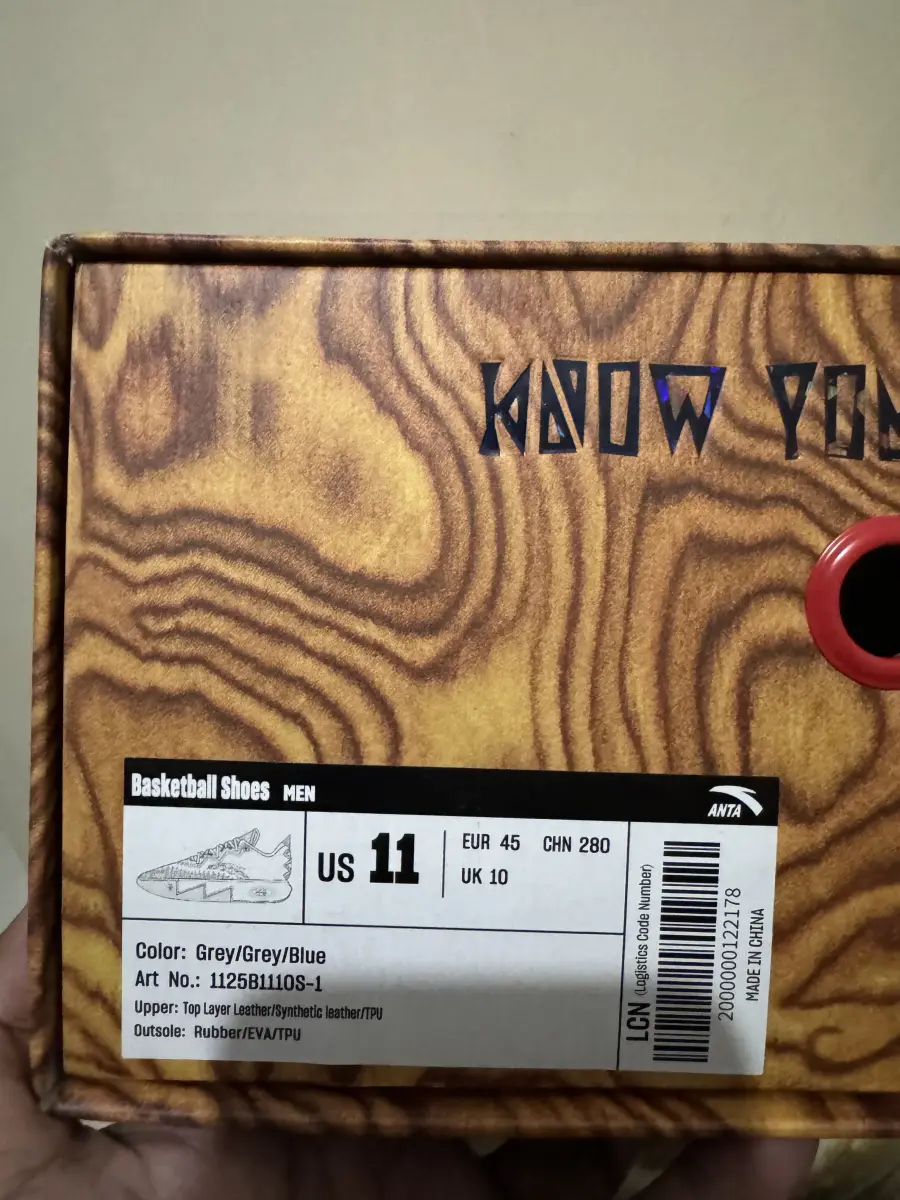 KNOW
Basketball Shoes MEN
ANTA
US 11
EUR 45 CHN 280
UK 10
Color: Grey/Grey/Blue
Art No.: 1125B1110S-1
Upper: Top Layer Leather/Synthetic leather/TPU
Outsole: Rubber/EVA/TPU
LCN (Logistics Code Number)
2000000122178
MADE IN CHINA